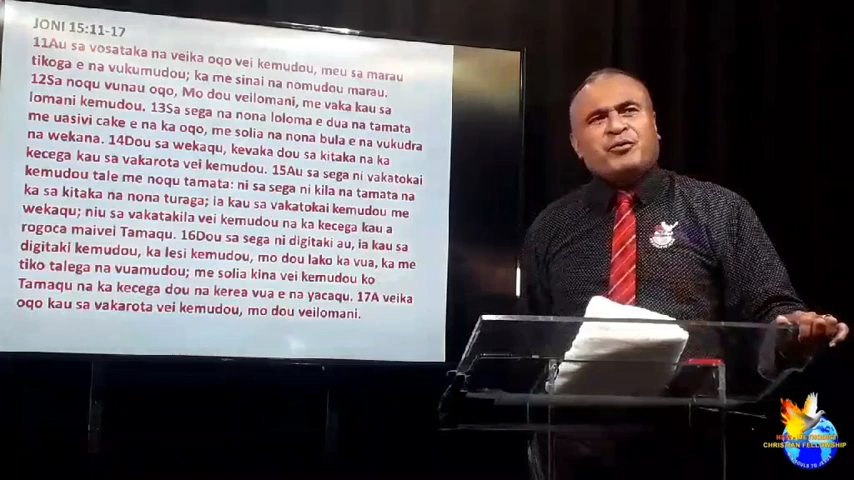 JONI 15:11-17
11Au sa vosataka na veika oqo vei kemudou, meu sa marau
tikoga e na vukumudou; ka me sinai na nomudou marau.
12Sa noqu vunau oqo, Mo dou veilomani, me vaka kau sa
lomani kemudou. 13Sa sega na nona loloma e dua na tamata
me uasivi cake e na ka oqo, me solia na nona bula e na vukudra
na wekana. 14Dou sa wekaqu, kevaka dou sa kitaka na ka
kecega kau sa vakarota vei kemudou. 15Au sa sega ni vakatokai
kemudou tale me noqu tamata: ni sa sega ni kila na tamata na
ka sa kitaka na nona turaga; ia kau sa vakatokai kemudou me
wekaqu; niu sa vakatakila vei kemudou na ka kecega kau a
rogoca maivei Tamaqu. 16Dou sa sega ni digitaki au, ia kau sa
digitaki kemudou, ka lesi kemudou, mo dou lako ka vua, ka me
tiko talega na vuamudou; me solia kina vei kemudou ko
Tamaqu na ka kecega dou na kerea vua e na yacaqu. 17A veika
oqo kau sa vakarota vei kemudou, mo dou veilomani.
CHRISTIAN FELLOWSHIP